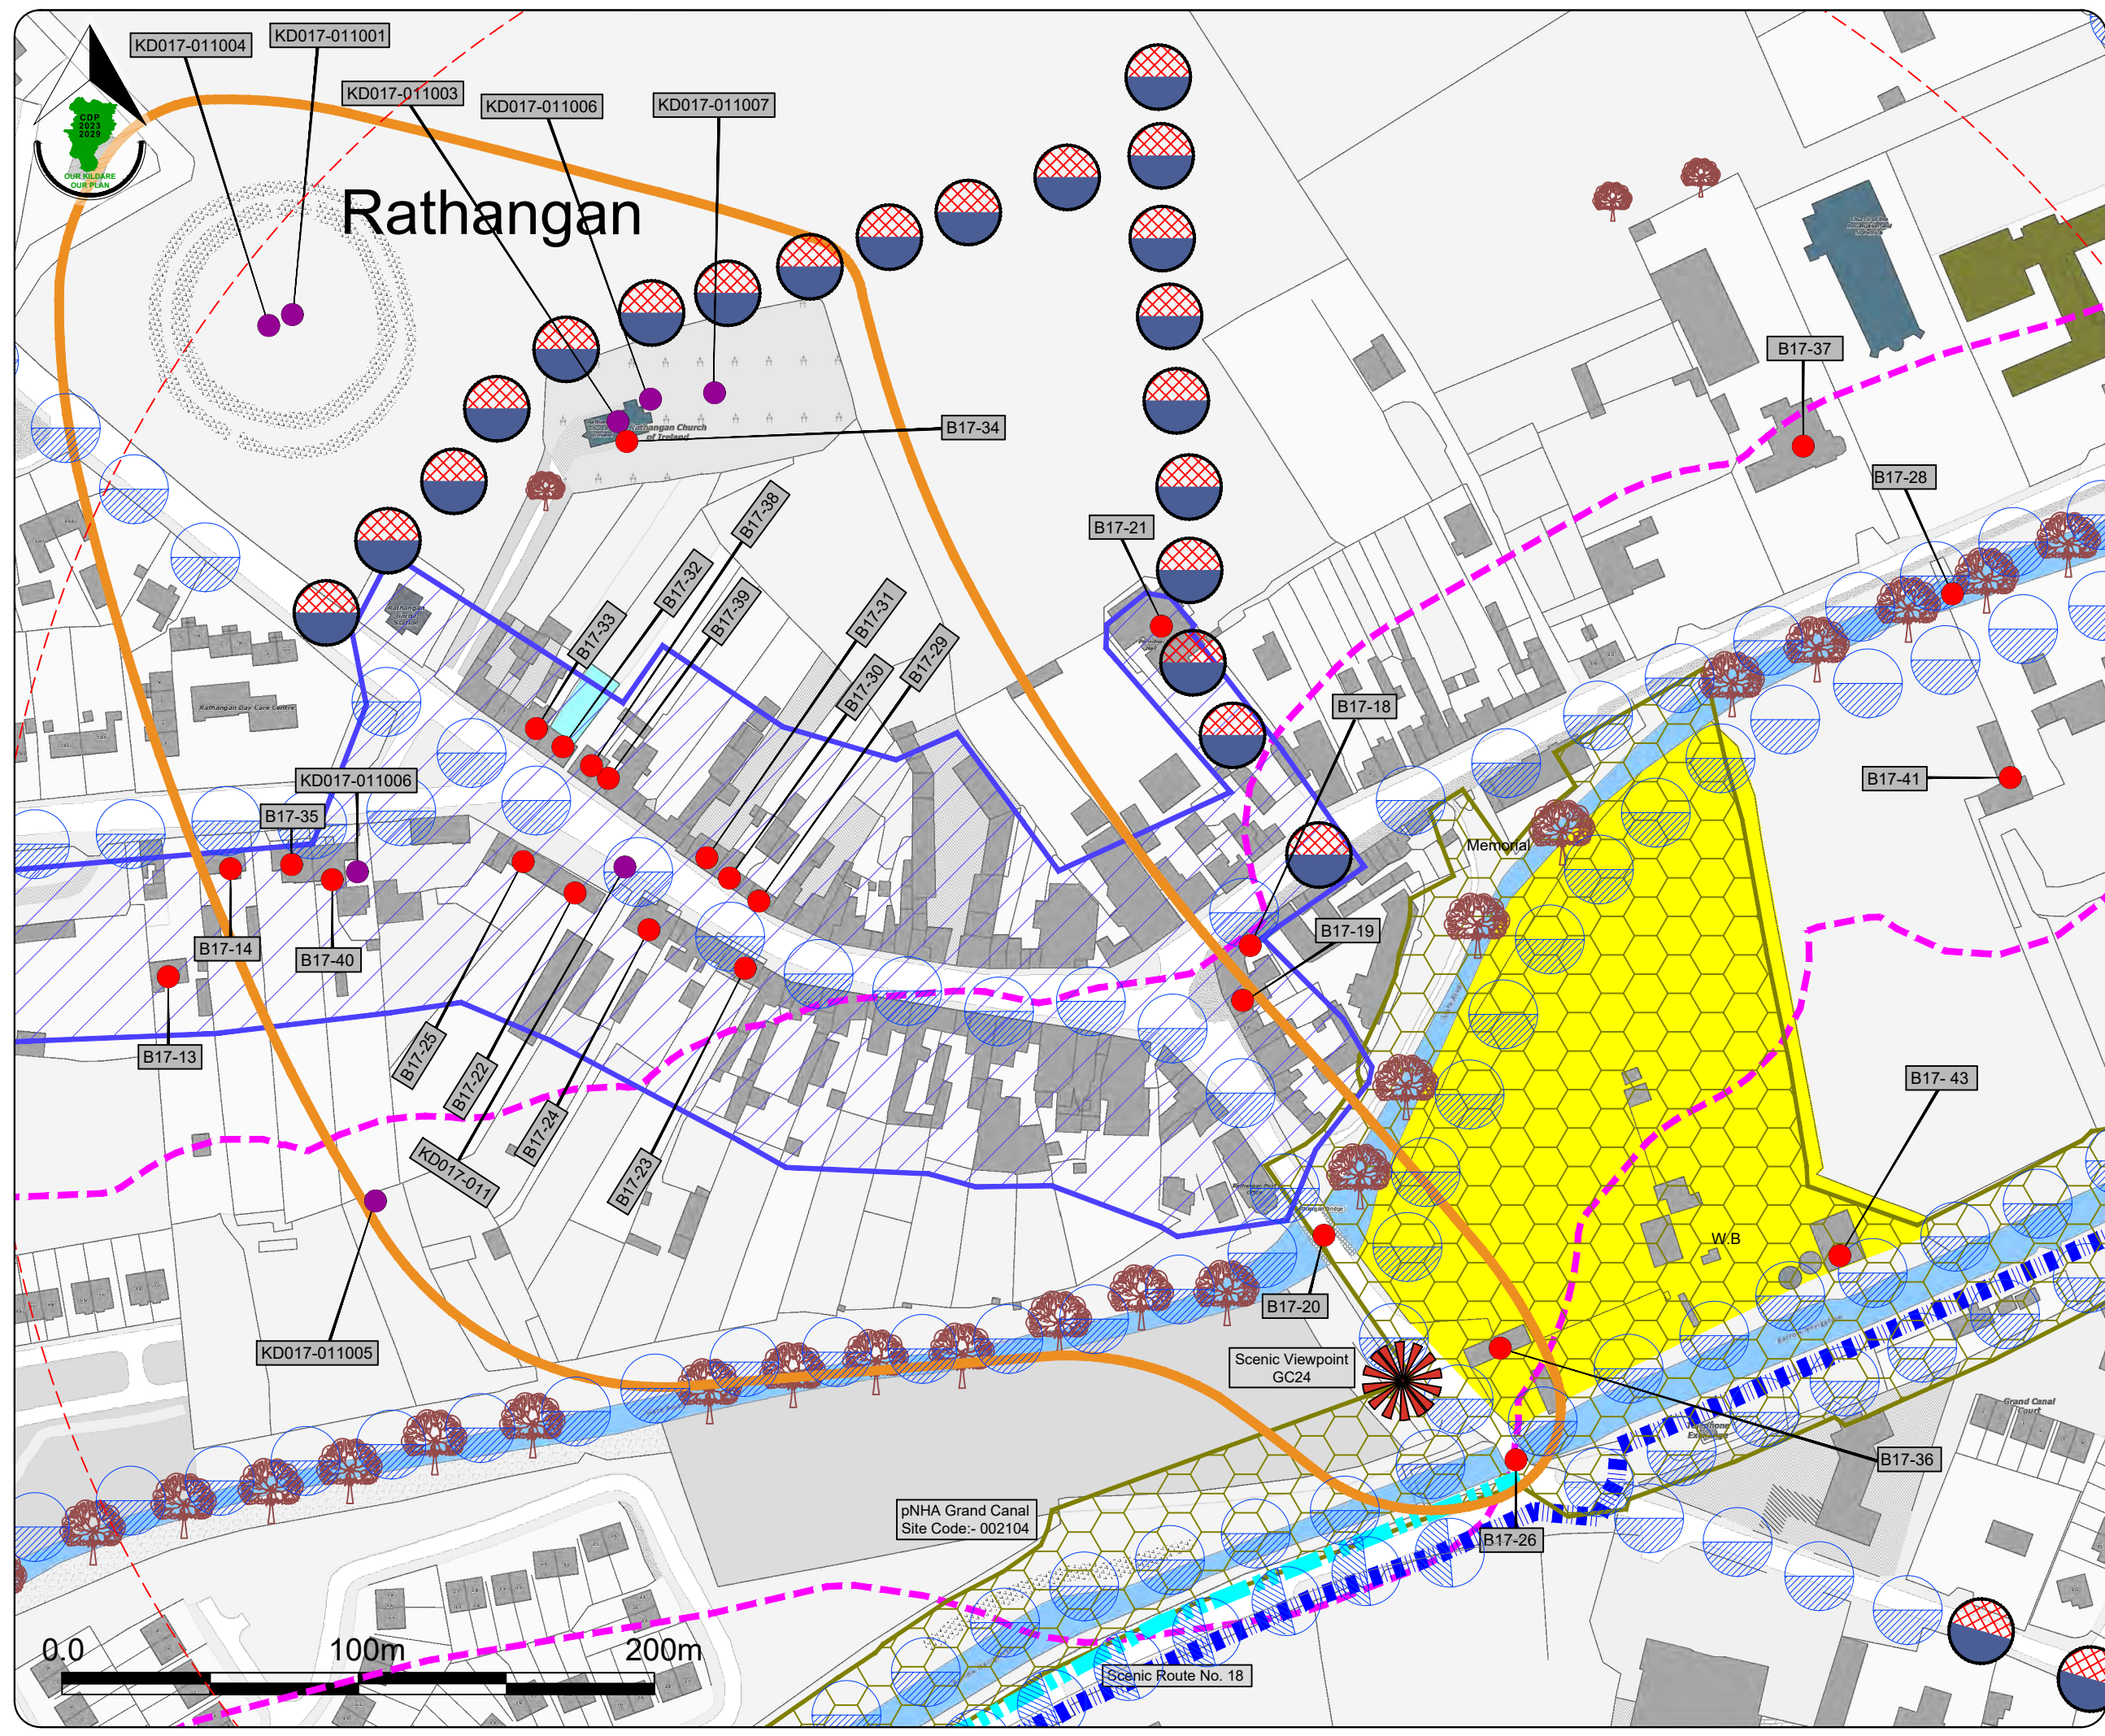 KD017-011004
KD017-011001
KD017-011003
KD017-011006
KD017-011007
CDP
2023
2029
OUR KILDARE
OUR PLAN
Rathangan
B17-37
B17-34
Rathangan Church
of Ireland
B17-28
B17-38
B17-21
B17-32
B17-39
B17-31
B17-33
B17-30
B17-29
Rathangan
Garda
Station
Rathangan Day Care Centre
B17-18
KD017-011006
B17-41
B17-35
Memorial
B17-19
B17-14
B17-40
B17-13
B17-25
B17-22
B17-24
B17-23
KD017-011
B17- 43
W.B
B17-20
KD017-011005
Scenic Viewpoint
GC24
Grand Canal
Court
B17-36
pNHA Grand Canal
Site Code:- 002104
B17-26
0.0
100m
200m
Scenic Route No. 18